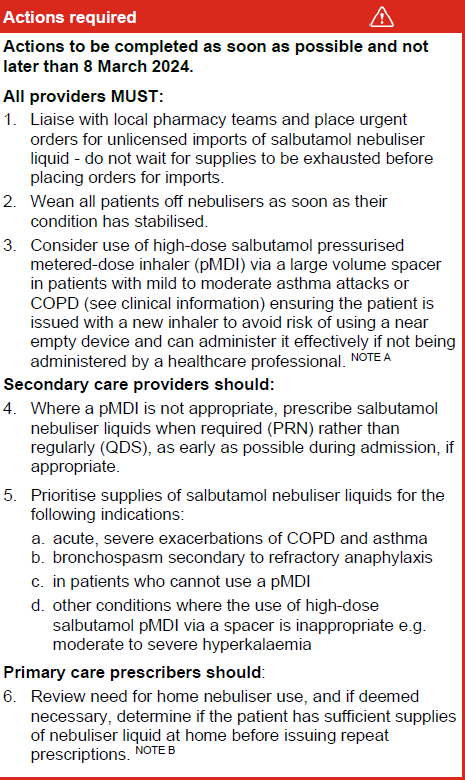 Actions required
Actions to be completed as soon as possible and not
later than 8 March 2024.
All providers MUST:
1. Liaise with local pharmacy teams and place urgent
orders for unlicensed imports of salbutamol nebuliser
liquid - do not wait for supplies to be exhausted before
placing orders for imports.
2. Wean all patients off nebulisers as soon as their
condition has stabilised.
3. Consider use of high-dose salbutamol pressurised
metered-dose inhaler (pMDI) via a large volume spacer
in patients with mild to moderate asthma attacks or
COPD (see clinical information) ensuring the patient is
issued with a new inhaler to avoid risk of using a near
empty device and can administer it effectively if not being
administered by a healthcare professional. NOTE A
Secondary care providers should:
4. Where a pMDI is not appropriate, prescribe salbutamol
nebuliser liquids when required (PRN) rather than
regularly (QDS), as early as possible during admission, if
appropriate.
5. Prioritise supplies of salbutamol nebuliser liquids for the
following indications:
a. acute, severe exacerbations of COPD and asthma
b. bronchospasm secondary to refractory anaphylaxis
c. in patients who cannot use a pMDI
d. other conditions where the use of high-dose
salbutamol pMDI via a spacer is inappropriate e.g.
moderate to severe hyperkalaemia
Primary care prescribers should:
6. Review need for home nebuliser use, and if deemed
necessary, determine if the patient has sufficient supplies
of nebuliser liquid at home before issuing repeat
prescriptions. NOTE B